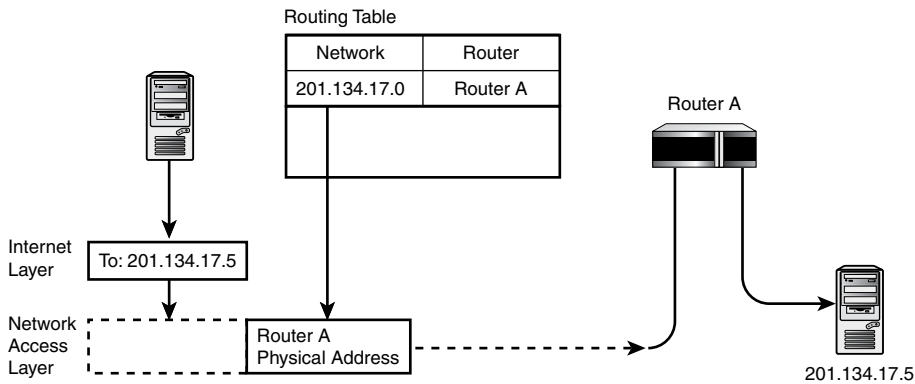 Routing Table
Network Router
201.134.17.0 Router A
Router A
Internet
Layer
To: 201.134.17.5
Network
Access
Layer
Router A
Physical Address
201.134.17.5